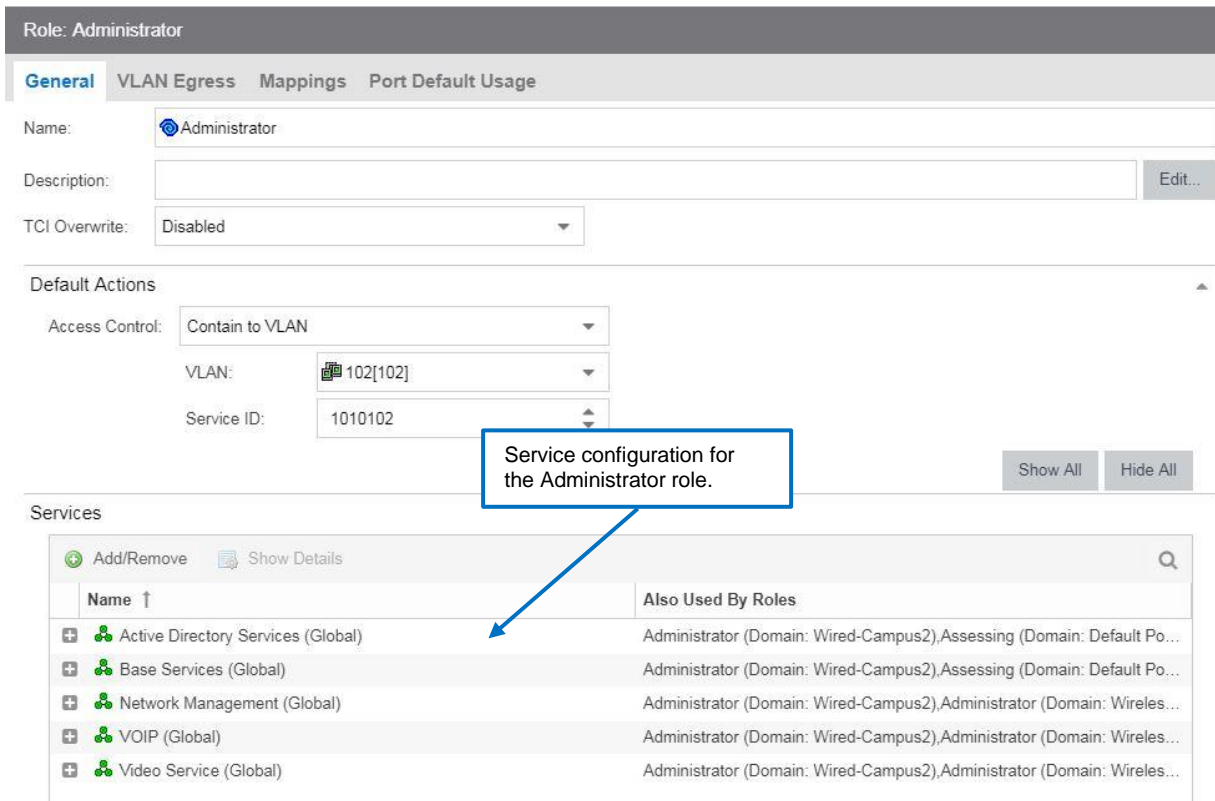 Role: Administrator
General VLAN Egress Mappings Port Default Usage
Name: Administrator
Description: Edit...
TCI Overwrite: Disabled
Default Actions
Access Control: Contain to VLAN
VLAN: 102[102]
Service ID: 1010102
Service configuration for
the Administrator role.
Show All Hide All
Services
Add/Remove Show Details
Name ↑ Also Used By Roles
Active Directory Services (Global) Administrator (Domain: Wired-Campus2),Assessing (Domain: Default Po...
Base Services (Global) Administrator (Domain: Wired-Campus2),Assessing (Domain: Default Po...
Network Management (Global) Administrator (Domain: Wired-Campus2),Administrator (Domain: Wireles...
VOIP (Global) Administrator (Domain: Wired-Campus2),Administrator (Domain: Wireles...
Video Service (Global) Administrator (Domain: Wired-Campus2),Administrator (Domain: Wireles...